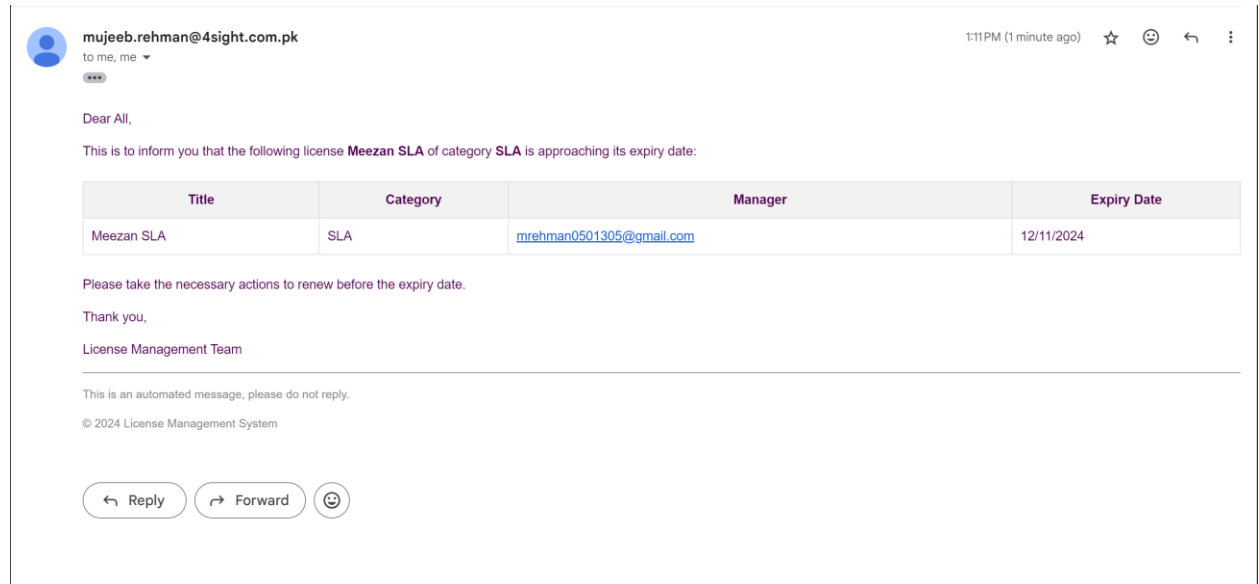 mujeeb.rehman@4sight.com.pk
1:11 PM (1 minute ago)
to me, me
Dear All,
This is to inform you that the following license Meezan SLA of category SLA is approaching its expiry date:
Title Category Manager Expiry Date
Meezan SLA SLA mrehman0501305@gmail.com 12/11/2024
Please take the necessary actions to renew before the expiry date.
Thank you,
License Management Team
This is an automated message, please do not reply.
© 2024 License Management System
Reply Forward